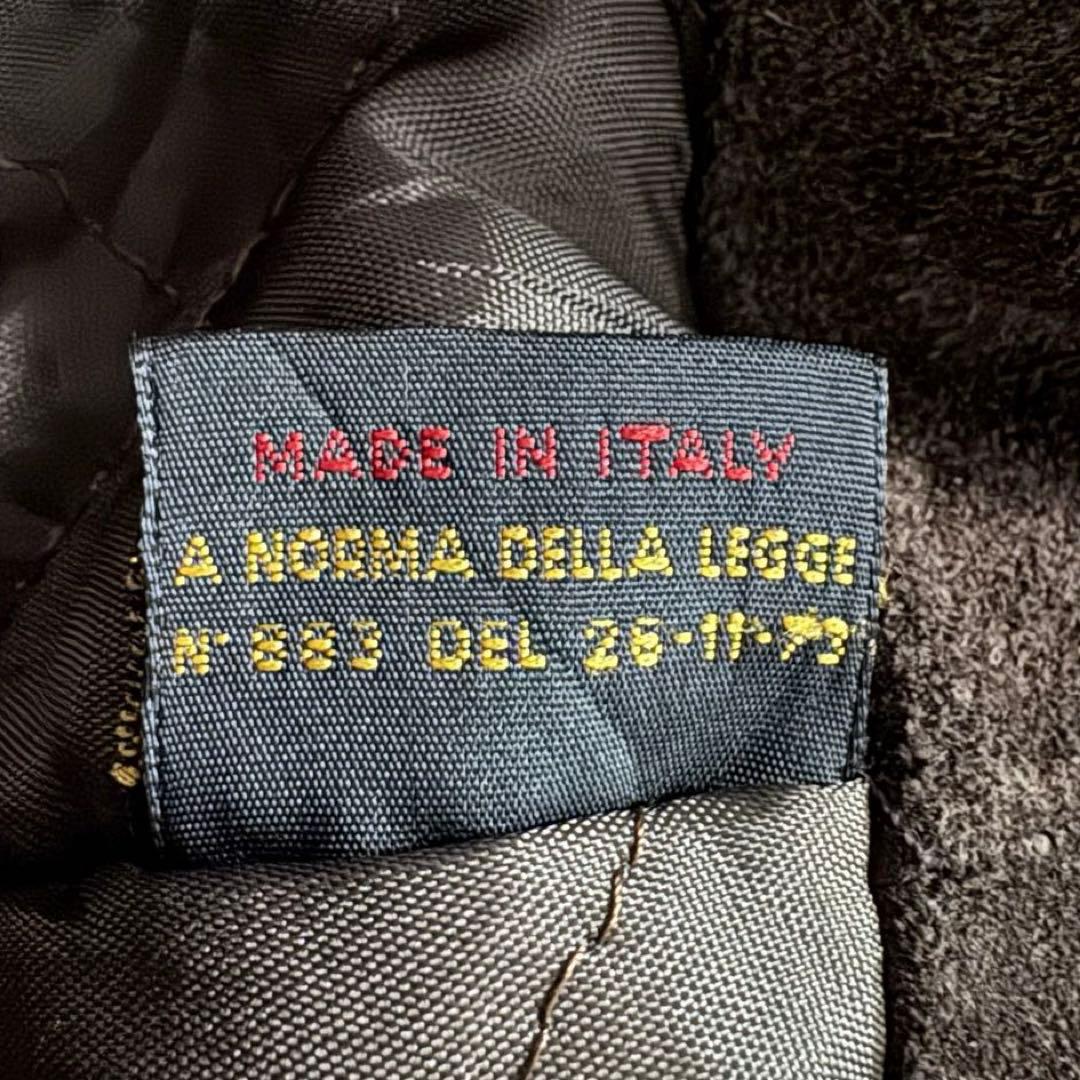 MADE IN ITALY
A NORMA DELLA LEGGE
N° 883 DEL 26-11-73